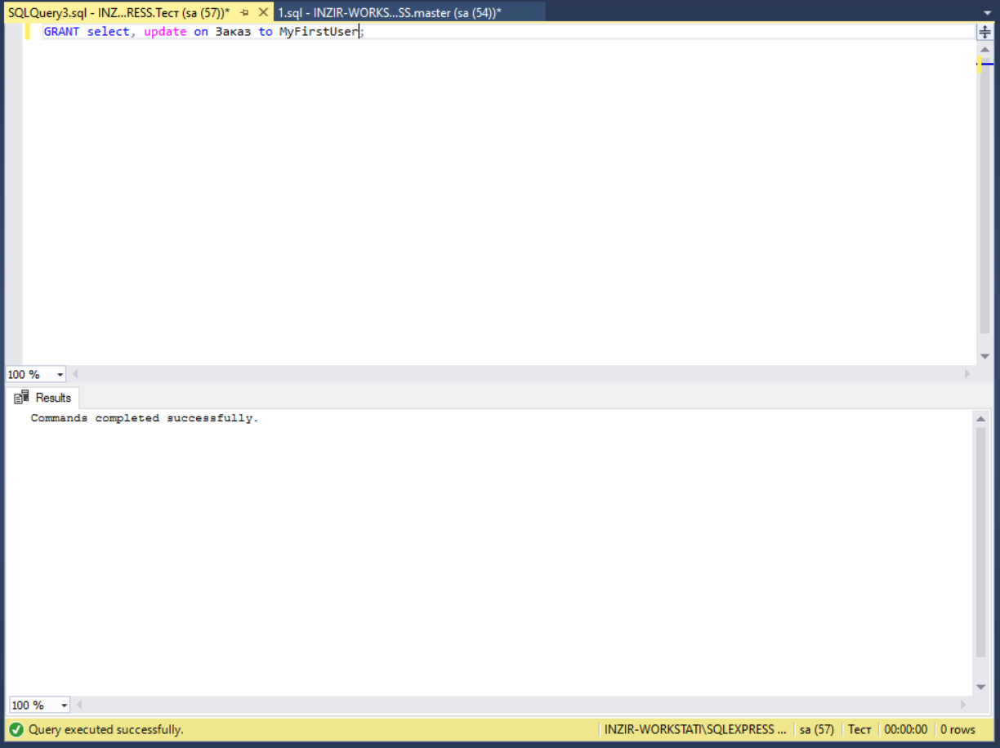 SQLQuery3.sql - INZ...RESS.Тест (sa (57))* 1.sql - INZIR-WORKS...SS.master (sa (54))*
GRANT select, update on Заказ to MyFirstUser;
100 %
Results
Commands completed successfully.
100 %
Query executed successfully. INZIR-WORKSTATI\SQLEXPRESS ... sa (57) Тест 00:00:00 0 rows